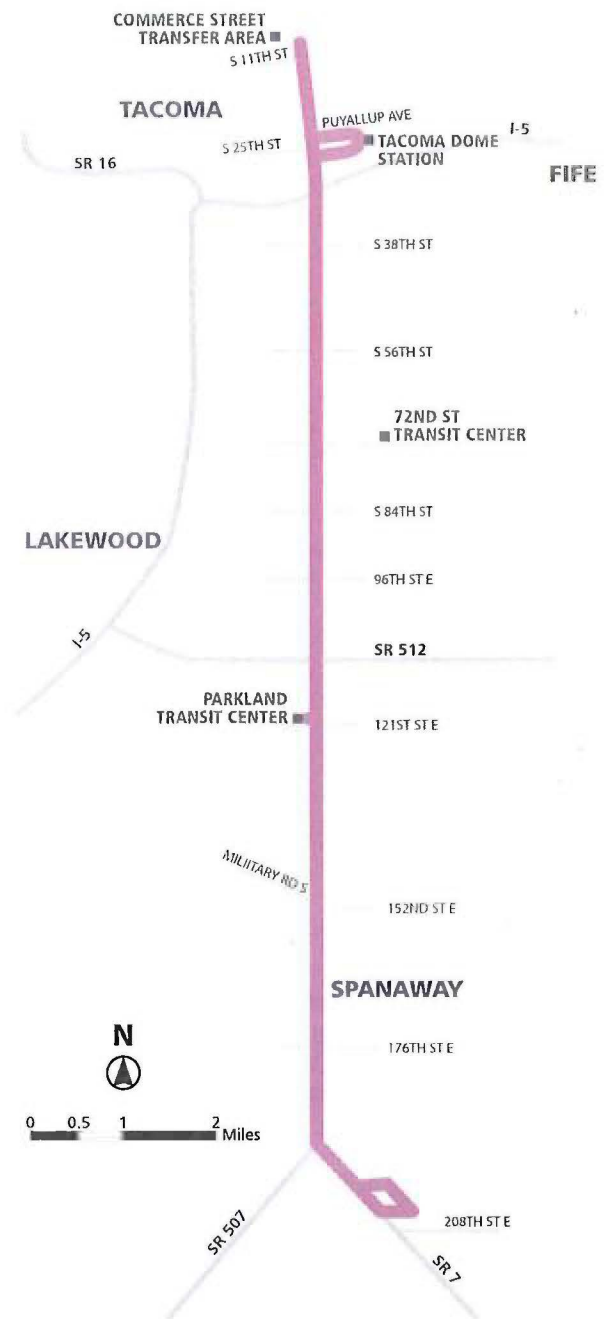 COMMERCE STREET
TRANSFER AREA
S 11TH ST
TACOMA
PUYALLUP AVE
I-5
S 25TH ST
TACOMA DOME
STATION
SR 16
FIFE
S 38TH ST
S 56TH ST
72ND ST
TRANSIT CENTER
S 84TH ST
LAKEWOOD
96TH ST E
I-5
SR 512
PARKLAND
TRANSIT CENTER
121ST ST E
MILIITARY RD S
152ND ST E
SPANAWAY
176TH ST E
N
0 0.5 1 2
Miles
208TH ST E
SR 507
SR 7